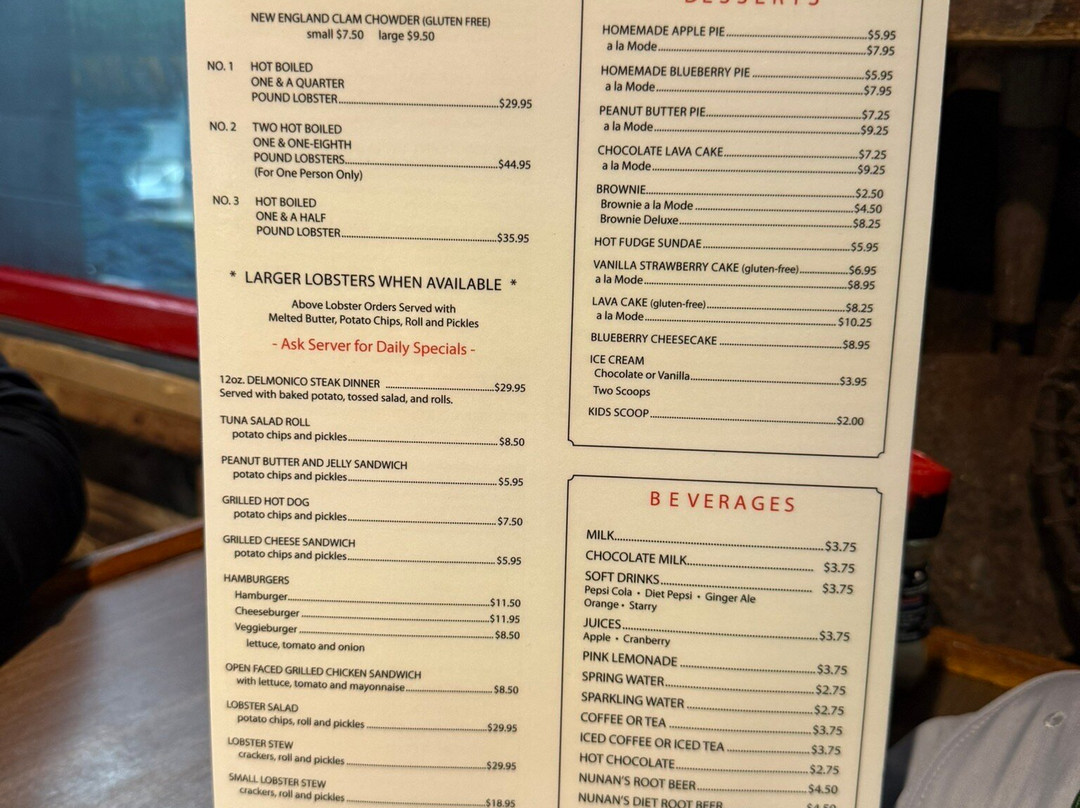 NEW ENGLAND CLAM CHOWDER (GLUTEN FREE)
small $7.50 large $9.50
NO. 1 HOT BOILED
ONE & A QUARTER
POUND LOBSTER $29.95
NO. 2 TWO HOT BOILED
ONE & ONE-EIGHTH
POUND LOBSTERS $44.95
(For One Person Only)
NO. 3 HOT BOILED
ONE & A HALF
POUND LOBSTER $35.95
* LARGER LOBSTERS WHEN AVAILABLE *
Above Lobster Orders Served with
Melted Butter, Potato Chips, Roll and Pickles
- Ask Server for Daily Specials -
12oz. DELMONICO STEAK DINNER $29.95
Served with baked potato, tossed salad, and rolls.
TUNA SALAD ROLL
potato chips and pickles $8.50
PEANUT BUTTER AND JELLY SANDWICH
potato chips and pickles $5.95
GRILLED HOT DOG
potato chips and pickles $7.50
GRILLED CHEESE SANDWICH
potato chips and pickles $5.95
HAMBURGERS
Hamburger $11.50
Cheeseburger $11.95
Veggieburger $8.50
lettuce, tomato and onion
OPEN FACED GRILLED CHICKEN SANDWICH
with lettuce, tomato and mayonnaise $8.50
LOBSTER SALAD
potato chips, roll and pickles $29.95
LOBSTER STEW
crackers, roll and pickles $29.95
SMALL LOBSTER STEW
crackers, roll and pickles $18.95
DESSERTS
HOMEMADE APPLE PIE $5.95
a la Mode $7.95
HOMEMADE BLUEBERRY PIE $5.95
a la Mode $7.95
PEANUT BUTTER PIE $7.25
a la Mode $9.25
CHOCOLATE LAVA CAKE $7.25
a la Mode $9.25
BROWNIE $2.50
Brownie a la Mode $4.50
Brownie Deluxe $8.25
HOT FUDGE SUNDAE $5.95
VANILLA STRAWBERRY CAKE (gluten-free) $6.95
a la Mode $8.95
LAVA CAKE (gluten-free) $8.25
a la Mode $10.25
BLUEBERRY CHEESECAKE $8.95
ICE CREAM
Chocolate or Vanilla $3.95
Two Scoops
KIDS SCOOP $2.00
BEVERAGES
MILK $3.75
CHOCOLATE MILK $3.75
SOFT DRINKS $3.75
Pepsi Cola • Diet Pepsi • Ginger Ale
Orange • Starry
JUICES $3.75
Apple • Cranberry
PINK LEMONADE $3.75
SPRING WATER $2.75
SPARKLING WATER $2.75
COFFEE OR TEA $3.75
ICED COFFEE OR ICED TEA $3.75
HOT CHOCOLATE $2.75
NUNAN'S ROOT BEER $4.50
NUNAN'S DIET ROOT BEER $4.50